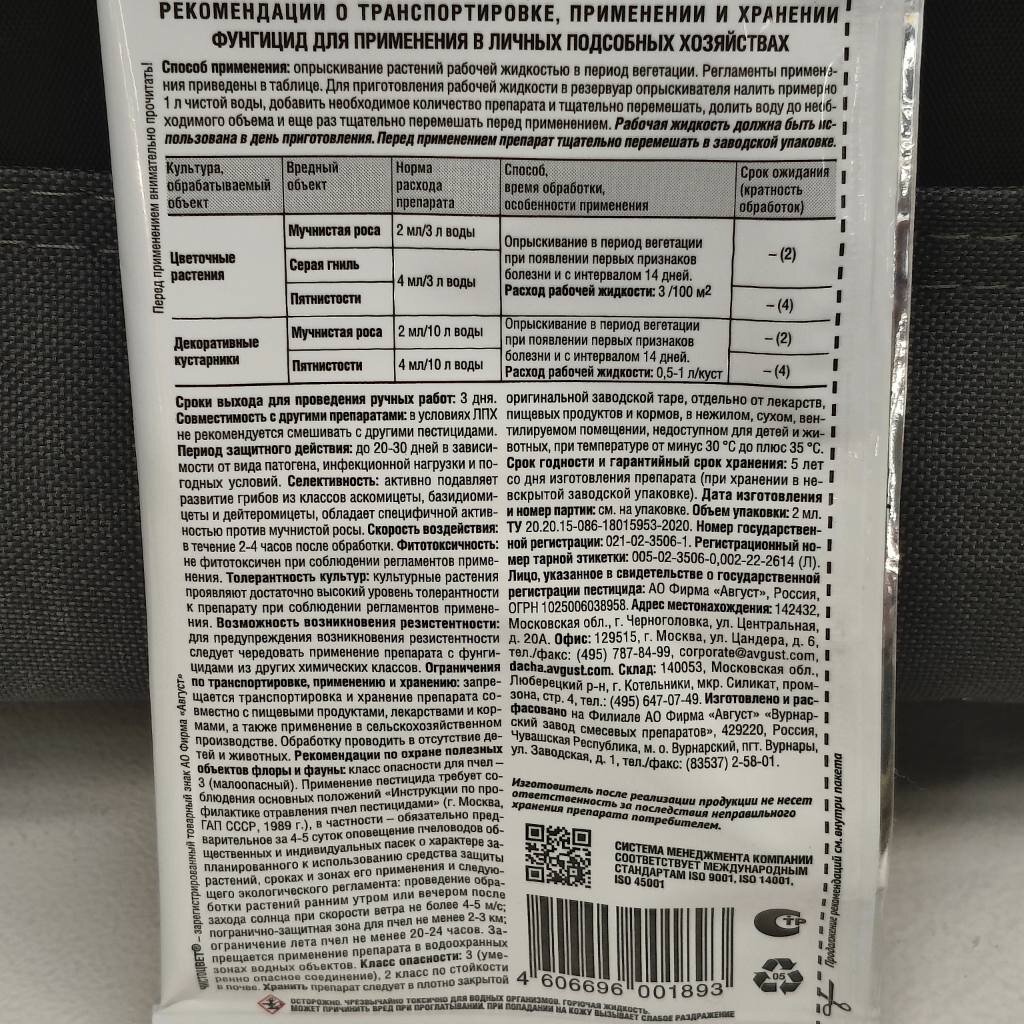 РЕКОМЕНДАЦИИ О ТРАНСПОРТИРОВКЕ, ПРИМЕНЕНИИ И ХРАНЕНИИ
ФУНГИЦИД ДЛЯ ПРИМЕНЕНИЯ В ЛИЧНЫХ ПОДСОБНЫХ ХОЗЯЙСТВАХ
Перед применением внимательно прочитать!
Способ применения: опрыскивание растений рабочей жидкостью в период вегетации. Регламенты примене-
ния приведены в таблице. Для приготовления рабочей жидкости в резервуар опрыскивателя налить примерно
1 л чистой воды, добавить необходимое количество препарата и тщательно перемешать, долить воду до необ-
ходимого объема и еще раз тщательно перемешать перед применением. Рабочая жидкость должна быть ис-
пользована в день приготовления. Перед применением препарат тщательно перемешать в заводской упаковке.
Культура,
обрабатываемый
объект
Вредный
объект
Норма
расхода
препарата
Способ,
время обработки,
особенности применения
Срок ожидания
(кратность
обработок)
Цветочные
растения
Мучнистая роса
2 мл/3 л воды
Серая гниль
4 мл/3 л воды
Пятнистости
Опрыскивание в период вегетации
при появлении первых признаков
болезни и с интервалом 14 дней.
Расход рабочей жидкости: 3 /100 м2
– (2)
– (4)
Декоративные
кустарники
Мучнистая роса
2 мл/10 л воды
Пятнистости
4 мл/10 л воды
Опрыскивание в период вегетации
при появлении первых признаков
болезни и с интервалом 14 дней.
Расход рабочей жидкости: 0,5-1 л/куст
– (2)
– (4)
Сроки выхода для проведения ручных работ: 3 дня.
Совместимость с другими препаратами: в условиях ЛПХ
не рекомендуется смешивать с другими пестицидами.
Период защитного действия: до 20-30 дней в зависи-
мости от вида патогена, инфекционной нагрузки и по-
годных условий. Селективность: активно подавляет
развитие грибов из классов аскомицеты, базидиоми-
цеты и дейтеромицеты, обладает специфичной актив-
ностью против мучнистой росы. Скорость воздействия:
в течение 2-4 часов после обработки. Фитотоксичность:
не фитотоксичен при соблюдении регламентов приме-
нения. Толерантность культур: культурные растения
проявляют достаточно высокий уровень толерантности
к препарату при соблюдении регламентов примене-
ния. Возможность возникновения резистентности:
для предупреждения возникновения резистентности
следует чередовать применение препарата с фунги-
цидами из других химических классов. Ограничения
по транспортировке, применению и хранению: запре-
щается транспортировка и хранение препарата со-
вместно с пищевыми продуктами, лекарствами и кор-
мами, а также применение в сельскохозяйственном
производстве. Обработку проводить в отсутствие де-
тей и животных. Рекомендации по охране полезных
объектов флоры и фауны: класс опасности для пчел –
3 (малоопасный). Применение пестицида требует со-
блюдения основных положений «Инструкции по про-
филактике отравления пчел пестицидами» (г. Москва,
ГАП СССР, 1989 г.), в частности – обязательно пред-
варительное за 4-5 суток оповещение пчеловодов об-
щественных и индивидуальных пасек о характере за-
планированного к использованию средства защиты
растений, сроках и зонах его применения и следую-
щего экологического регламента: проведение обра-
ботки растений ранним утром или вечером после
захода солнца при скорости ветра не более 4-5 м/с;
погранично-защитная зона для пчел не менее 2-3 км;
ограничение лета пчел не менее 20-24 часов. За-
прещается применение препарата в водоохранных
зонах водных объектов. Класс опасности: 3 (уме-
ренно опасное соединение), 2 класс по стойкости
в почве. Хранить препарат следует в плотно закрытой
оригинальной заводской таре, отдельно от лекарств,
пищевых продуктов и кормов, в нежилом, сухом, вен-
тилируемом помещении, недоступном для детей и жи-
вотных, при температуре от минус 30 °С до плюс 35 °С.
Срок годности и гарантийный срок хранения: 5 лет
со дня изготовления препарата (при хранении в не-
вскрытой заводской упаковке). Дата изготовления
и номер партии: см. на упаковке. Объем упаковки: 2 мл.
ТУ 20.20.15-086-18015953-2020. Номер государствен-
ной регистрации: 021-02-3506-1. Регистрационный но-
мер тарной этикетки: 005-02-3506-0,002-22-2614 (Л).
Лицо, указанное в свидетельстве о государственной
регистрации пестицида: АО Фирма «Август», Россия,
ОГРН 1025006038958. Адрес местонахождения: 142432,
Московская обл., г. Черноголовка, ул. Центральная,
д. 20А. Офис: 129515, г. Москва, ул. Цандера, д. 6,
тел./факс: (495) 787-84-99, corporate@avgust.com,
dacha.avgust.com. Склад: 140053, Московская обл.,
Люберецкий р-н, г. Котельники, мкр. Силикат, пром-
зона, стр. 4, тел.: (495) 647-07-49. Изготовлено и рас-
фасовано на Филиале АО Фирма «Август» «Вурнар-
ский завод смесевых препаратов», 429220, Россия,
Чувашская Республика, м. о. Вурнарский, пгт. Вурнары,
ул. Заводская, д. 1, тел./факс: (83537) 2-58-01.
Изготовитель после реализации продукции не несет
ответственность за последствия неправильного
хранения препарата потребителем.
СИСТЕМА МЕНЕДЖМЕНТА КОМПАНИИ
СООТВЕТСТВУЕТ МЕЖДУНАРОДНЫМ
СТАНДАРТАМ ISO 9001, ISO 14001,
ISO 45001
4 606696 001893
05
ЧИСТОЦВЕТ® – зарегистрированный товарный знак АО Фирма «Август»
Продолжение рекомендаций см. внутри пакета
ОСТОРОЖНО. ЧРЕЗВЫЧАЙНО ТОКСИЧНО ДЛЯ ВОДНЫХ ОРГАНИЗМОВ. ГОРЮЧАЯ ЖИДКОСТЬ.
МОЖЕТ ПРИЧИНИТЬ ВРЕД ПРИ ПРОГЛАТЫВАНИИ. ПРИ ПОПАДАНИИ НА КОЖУ ВЫЗЫВАЕТ СЛАБОЕ РАЗДРАЖЕНИЕ